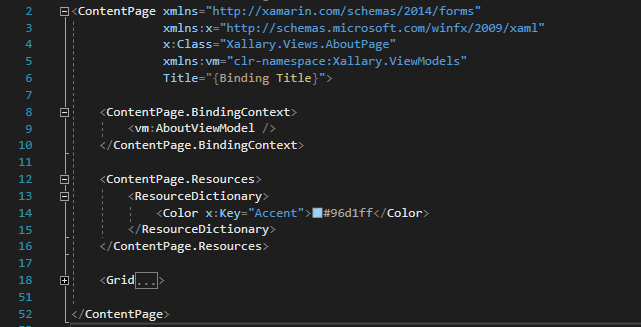 2 <ContentPage xmlns="http://xamarin.com/schemas/2014/forms"
3 xmlns:x="http://schemas.microsoft.com/winfx/2009/xaml"
4 x:Class="Xallary.Views.AboutPage"
5 xmlns:vm="clr-namespace:Xallary.ViewModels"
6 Title="{Binding Title}">
7
8 <ContentPage.BindingContext>
9 <vm:AboutViewModel />
10 </ContentPage.BindingContext>
11
12 <ContentPage.Resources>
13 <ResourceDictionary>
14 <Color x:Key="Accent">#96d1ff</Color>
15 </ResourceDictionary>
16 </ContentPage.Resources>
17
18 <Grid...>
51
52 </ContentPage>